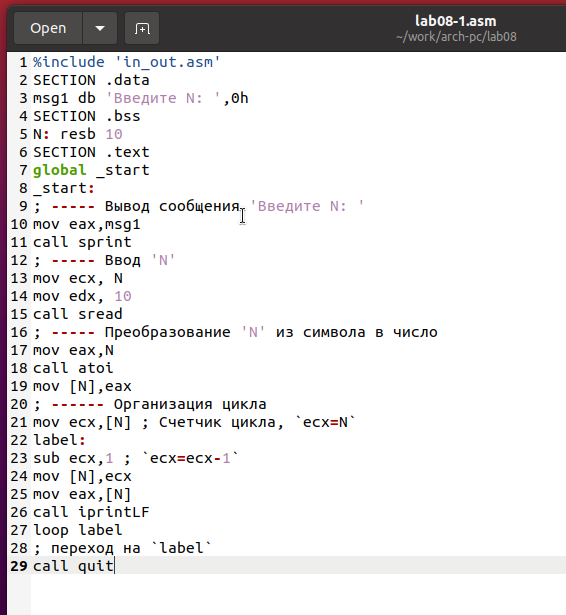 Open
lab08-1.asm
~/work/arch-pc/lab08
1 %include 'in_out.asm'
2 SECTION .data
3 msg1 db 'Введите N: ',0h
4 SECTION .bss
5 N: resb 10
6 SECTION .text
7 global _start
8 _start:
9 ; ----- Вывод сообщения 'Введите N: '
10 mov eax,msg1
11 call sprint
12 ; ----- Ввод 'N'
13 mov ecx, N
14 mov edx, 10
15 call sread
16 ; ----- Преобразование 'N' из символа в число
17 mov eax,N
18 call atoi
19 mov [N],eax
20 ; ------ Организация цикла
21 mov ecx,[N] ; Счетчик цикла, `ecx=N`
22 label:
23 sub ecx,1 ; `ecx=ecx-1`
24 mov [N],ecx
25 mov eax,[N]
26 call iprintLF
27 loop label
28 ; переход на `label`
29 call quit